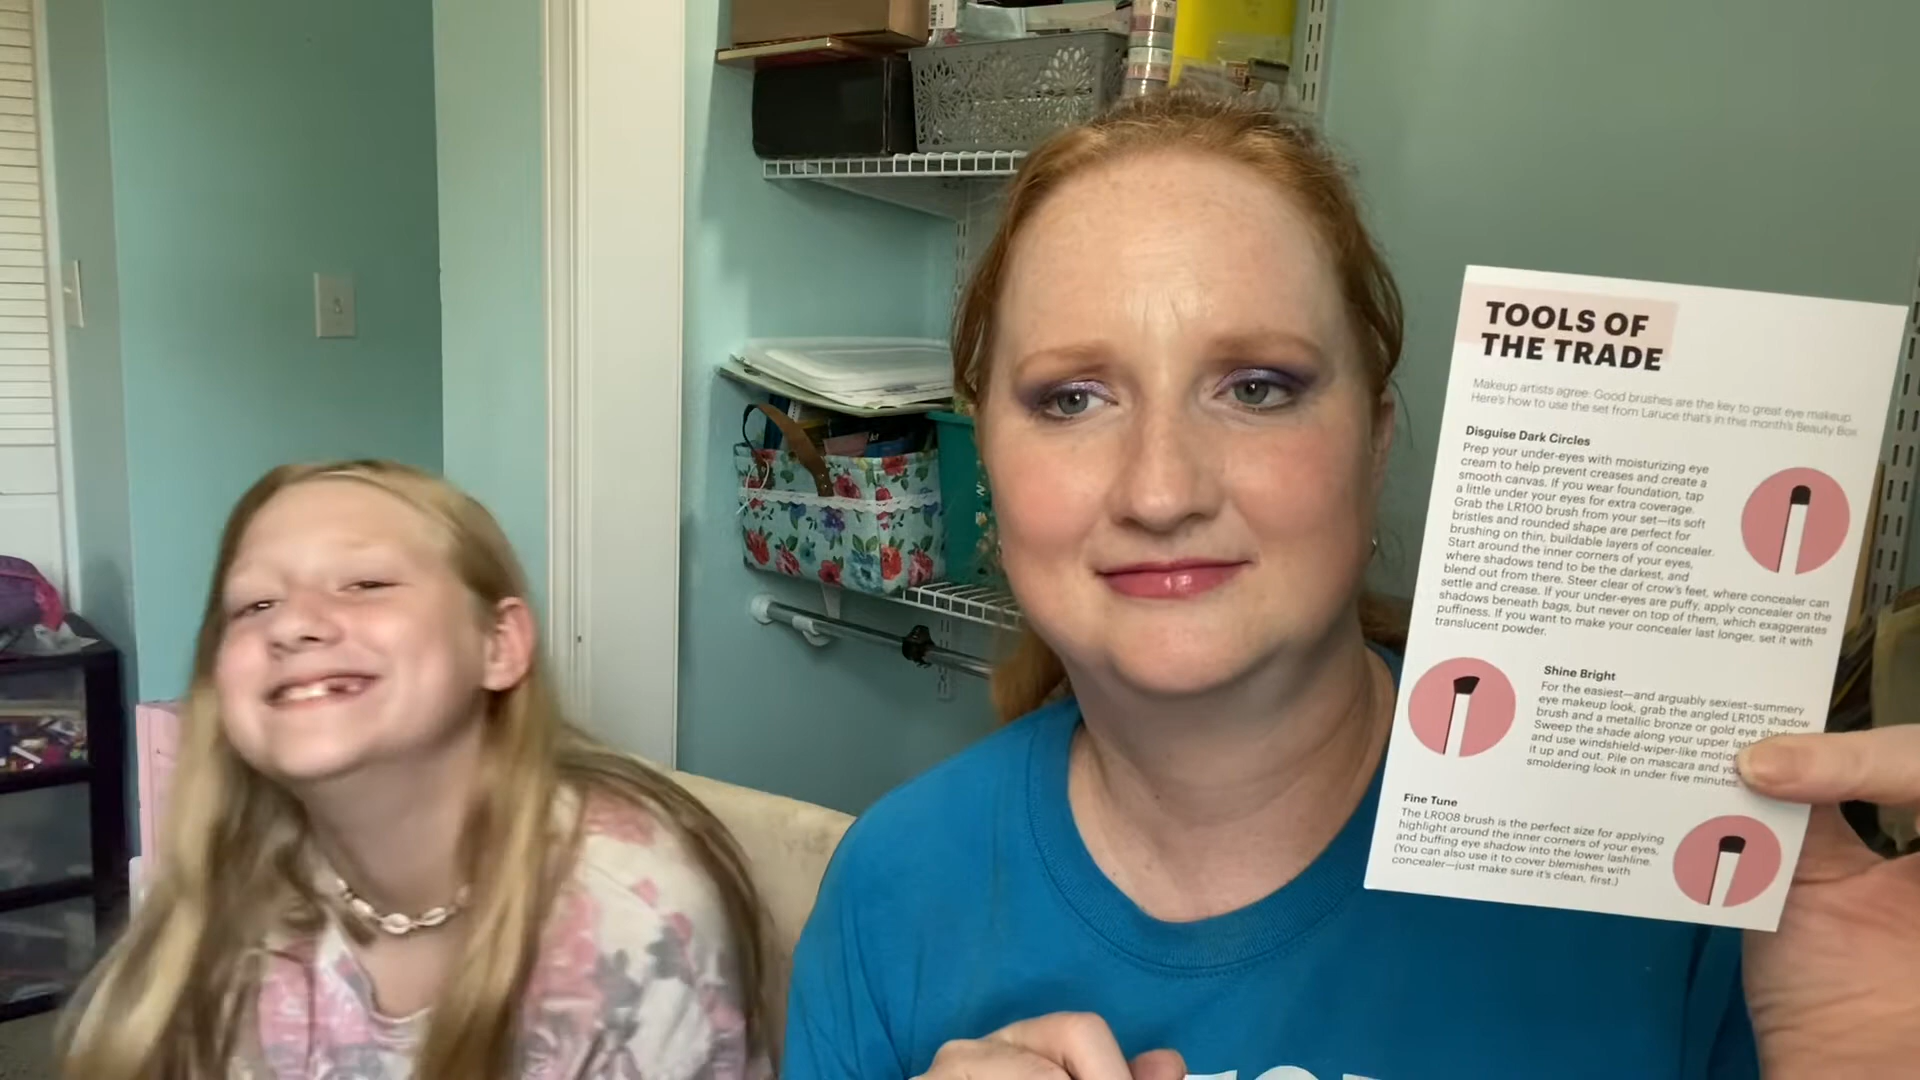 TOOLS OF
THE TRADE
Makeup artists agree: Good brushes are the key to great eye makeup.
Here's how to use the set from Laruce that's in this month's Beauty Box
Disguise Dark Circles
Prep your under-eyes with moisturizing eye
cream to help prevent creases and create a
smooth canvas. If you wear foundation, tap
a little under your eyes for extra coverage.
Grab the LR100 brush from your set—its soft
bristles and rounded shape are perfect for
brushing on thin, buildable layers of concealer.
Start around the inner corners of your eyes,
where shadows tend to be the darkest, and
blend out from there. Steer clear of crow's feet, where concealer can
settle and crease. If your under-eyes are puffy, apply concealer on the
shadows beneath bags, but never on top of them, which exaggerates
puffiness. If you want to make your concealer last longer, set it with
translucent powder.
Shine Bright
For the easiest—and arguably sexiest–summery
eye makeup look, grab the angled LR105 shadow
brush and a metallic bronze or gold eye
Sweep the shade along your upper
and use windshield-wiper-like
it up and out. Pile on mascara and
smoldering look in under five minutes.
Fine Tune
The LR008 brush is the perfect size for applying
highlight around the inner corners of your eyes,
and buffing eye shadow into the lower lashline.
(You can also use it to cover blemishes with
concealer—just make sure it's clean, first.)